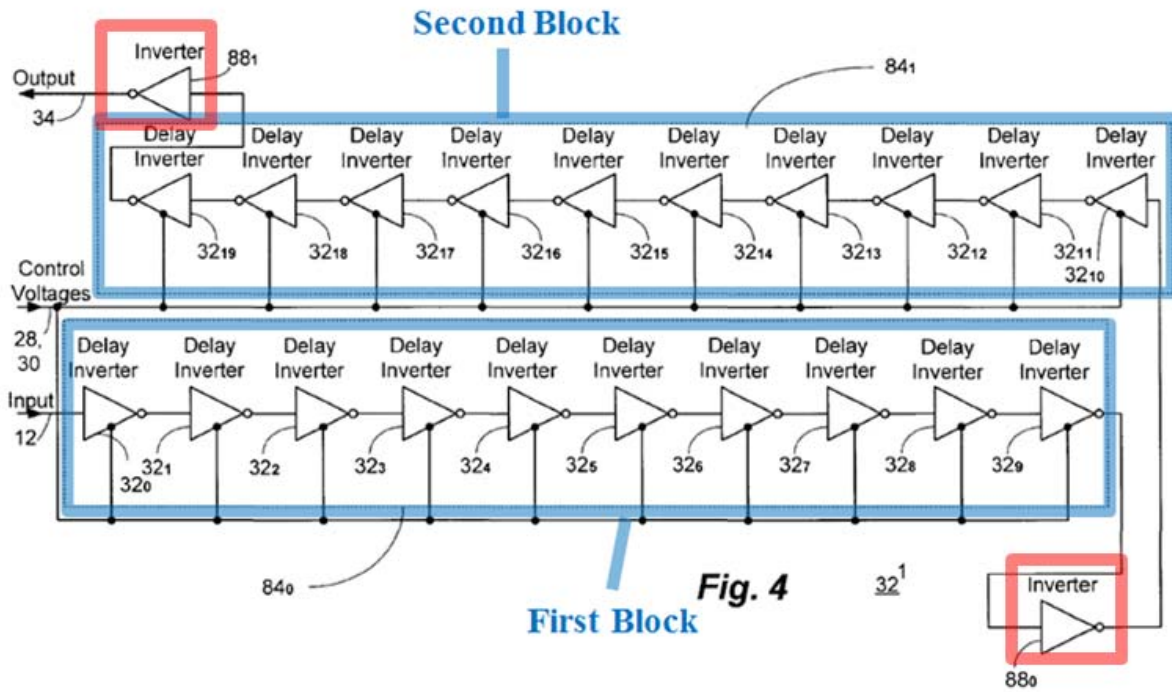 Second Block
Inverter
88₁
84₁
Output
34
Delay Delay Delay Delay Delay Delay Delay Delay Delay Delay
Inverter Inverter Inverter Inverter Inverter Inverter Inverter Inverter Inverter Inverter
32₁₉ 32₁₈ 32₁₇ 32₁₆ 32₁₅ 32₁₄ 32₁₃ 32₁₂ 32₁₁ 32₁₀
Control
Voltages
28,
30
Delay Delay Delay Delay Delay Delay Delay Delay Delay Delay
Inverter Inverter Inverter Inverter Inverter Inverter Inverter Inverter Inverter Inverter
Input
12
32₀ 32₁ 32₂ 32₃ 32₄ 32₅ 32₆ 32₇ 32₈ 32₉
84₀
Fig. 4
32¹
First Block
Inverter
88₀